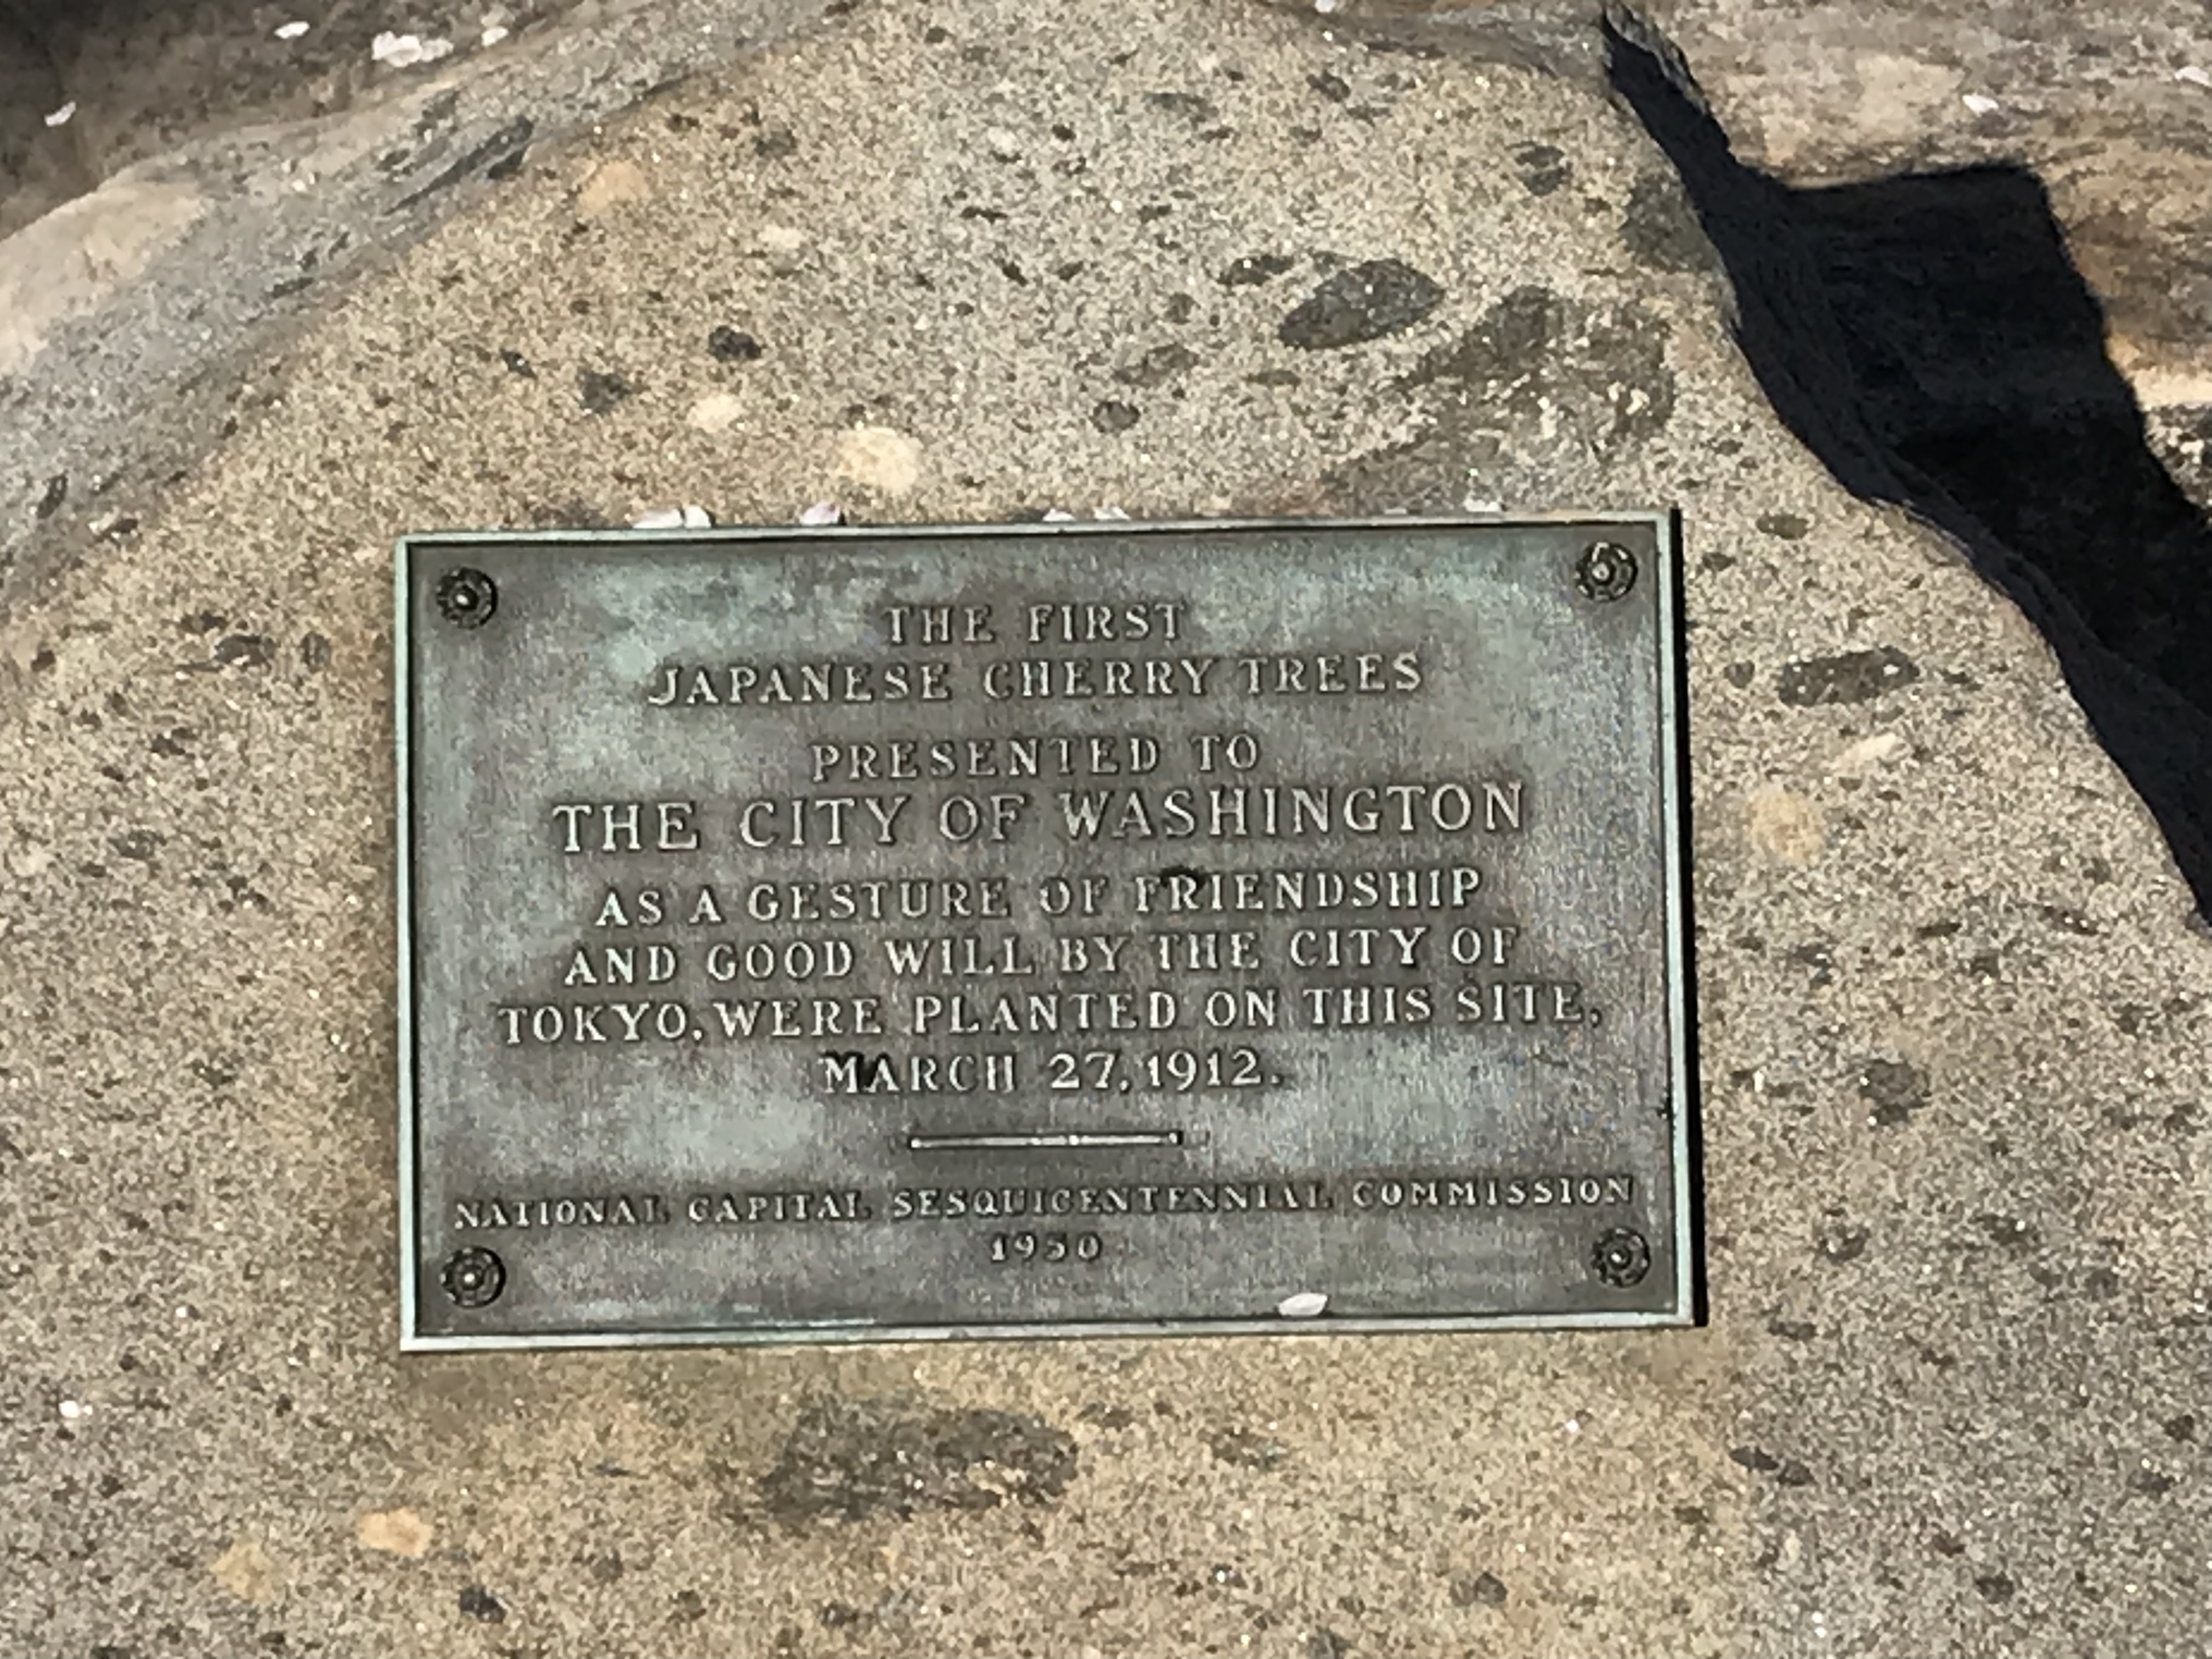 THE FIRST
JAPANESE CHERRY TREES
PRESENTED TO
THE CITY OF WASHINGTON
AS A GESTURE OF FRIENDSHIP
AND GOOD WILL BY THE CITY OF
TOKYO, WERE PLANTED ON THIS SITE,
MARCH 27, 1912.
NATIONAL CAPITAL SESQUICENTENNIAL COMMISSION
1950